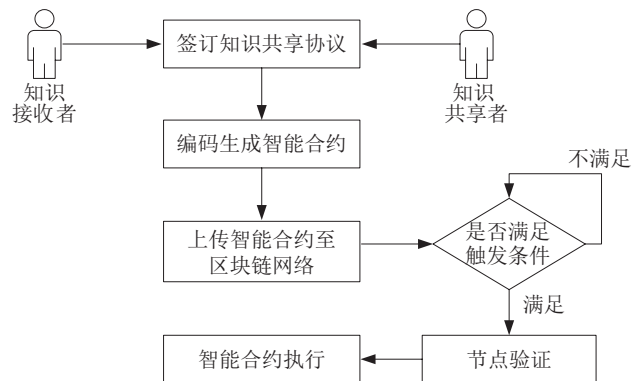 签订知识共享协议
知识
接收者
知识
共享者
编码生成智能合约
不满足
上传智能合约至
区块链网络
是否满足
触发条件
满足
智能合约执行
节点验证